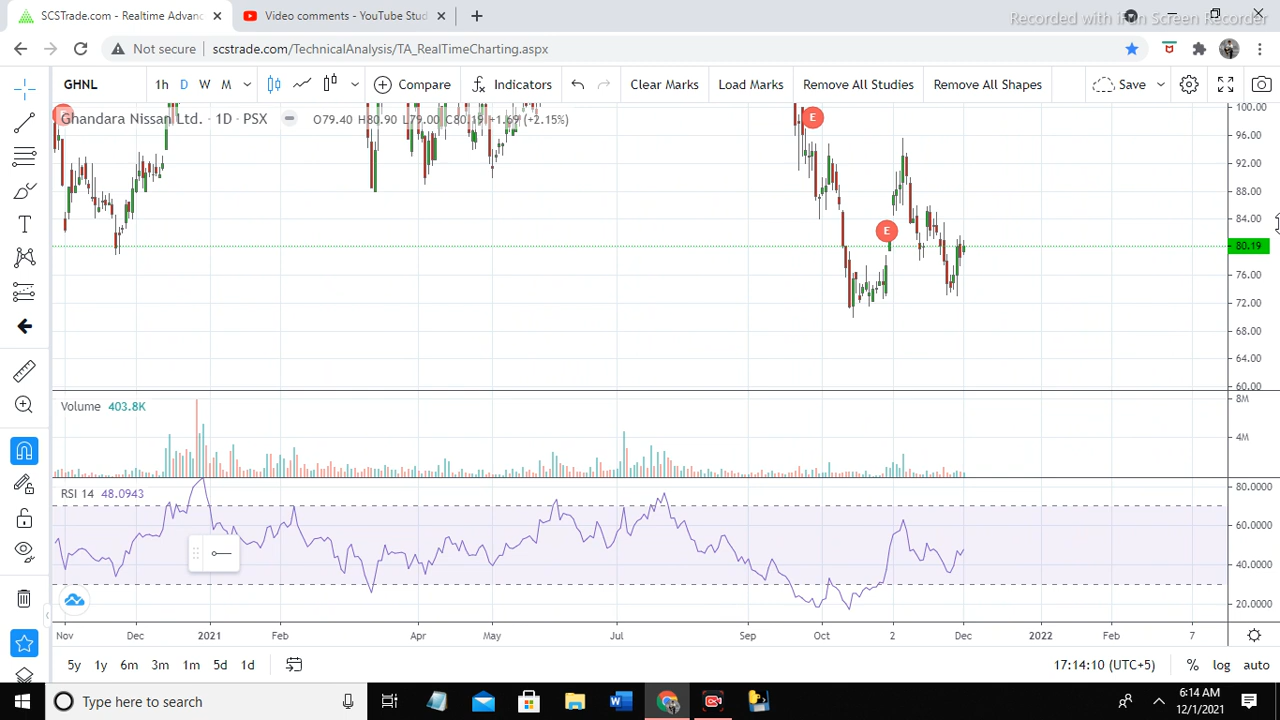 SCSTrade.com - Realtime Advanc
Video comments - YouTube Stud
Recorded with iFun Screen Recorder
Not secure
scstrade.com/TechnicalAnalysis/TA_RealTimeCharting.aspx
GHNL
1h D W M
Compare
Indicators
Clear Marks
Load Marks
Remove All Studies
Remove All Shapes
Save
Ghandara Nissan Ltd. · 1D · PSX
O79.40 H80.90 L79.00 C80.19 +1.69 (+2.15%)
E
E
E
100.00
96.00
92.00
88.00
84.00
80.19
76.00
72.00
68.00
64.00
60.00
Volume 403.8K
8M
4M
RSI 14 48.0943
80.0000
60.0000
40.0000
20.0000
Nov Dec 2021 Feb Apr May Jul Sep Oct 2 Dec 2022 Feb 7
5y 1y 6m 3m 1m 5d 1d
17:14:10 (UTC+5)
% log auto
Type here to search
6:14 AM
12/1/2021